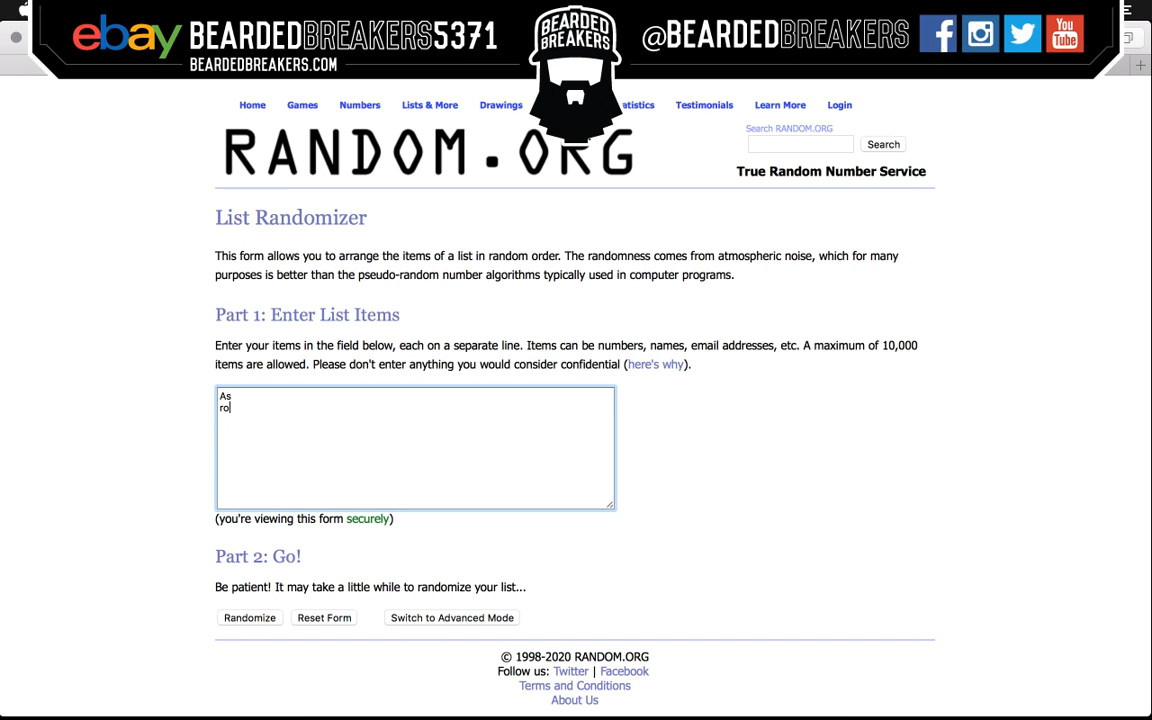 ebay BEARDEDBREAKERS5371
BEARDEDBREAKERS.COM
BEARDED
BREAKERS
@BEARDEDBREAKERS
You
Tube
Home Games Numbers Lists & More Drawings Testimonials Learn More Login
RANDOM.ORG
Search RANDOM.ORG
Search
True Random Number Service
List Randomizer
This form allows you to arrange the items of a list in random order. The randomness comes from atmospheric noise, which for many
purposes is better than the pseudo-random number algorithms typically used in computer programs.
Part 1: Enter List Items
Enter your items in the field below, each on a separate line. Items can be numbers, names, email addresses, etc. A maximum of 10,000
items are allowed. Please don't enter anything you would consider confidential (here's why).
As
ro
(you're viewing this form securely)
Part 2: Go!
Be patient! It may take a little while to randomize your list...
Randomize Reset Form Switch to Advanced Mode
© 1998-2020 RANDOM.ORG
Follow us: Twitter | Facebook
Terms and Conditions
About Us